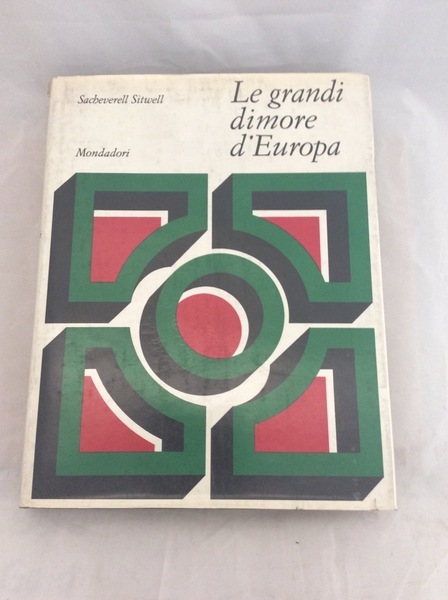 Sacheverell Sitwell
Mondadori
Le grandi
dimore
d'Europa